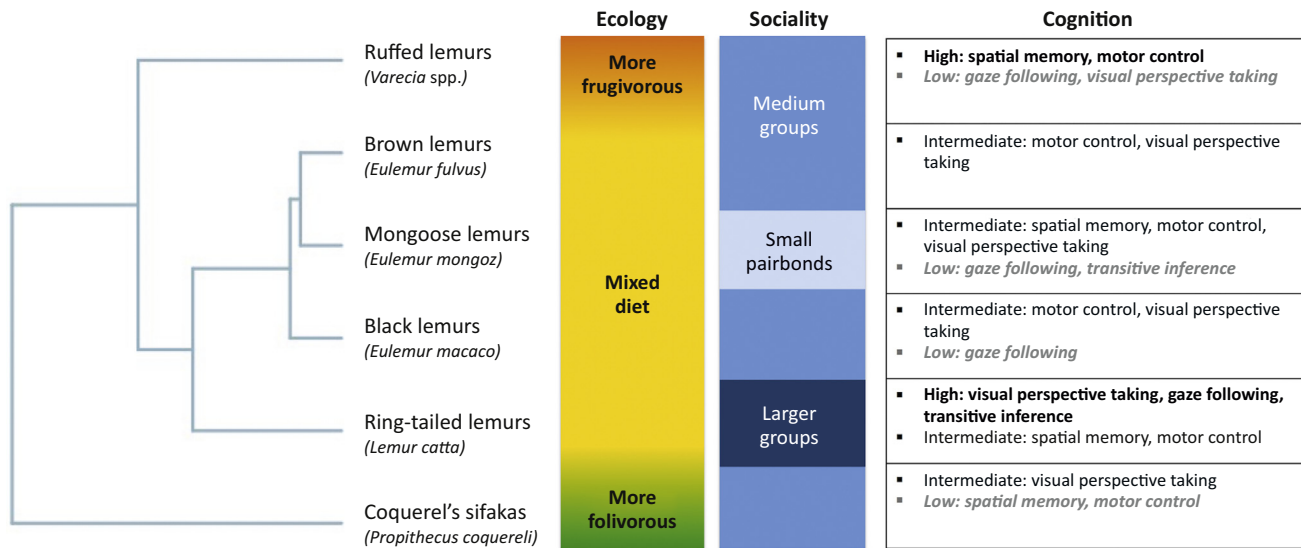 Ecology
Sociality
Cognition
Ruffed lemurs
(Varecia spp.)
More
frugivorous
Medium
groups
▪ High: spatial memory, motor control
▪ Low: gaze following, visual perspective taking
Brown lemurs
(Eulemur fulvus)
▪ Intermediate: motor control, visual perspective
taking
Mongoose lemurs
(Eulemur mongoz)
Small
pairbonds
▪ Intermediate: spatial memory, motor control,
visual perspective taking
▪ Low: gaze following, transitive inference
Mixed
diet
Black lemurs
(Eulemur macaco)
▪ Intermediate: motor control, visual perspective
taking
▪ Low: gaze following
Ring-tailed lemurs
(Lemur catta)
Larger
groups
▪ High: visual perspective taking, gaze following,
transitive inference
▪ Intermediate: spatial memory, motor control
Coquerel's sifakas
(Propithecus coquereli)
More
folivorous
▪ Intermediate: visual perspective taking
▪ Low: spatial memory, motor control